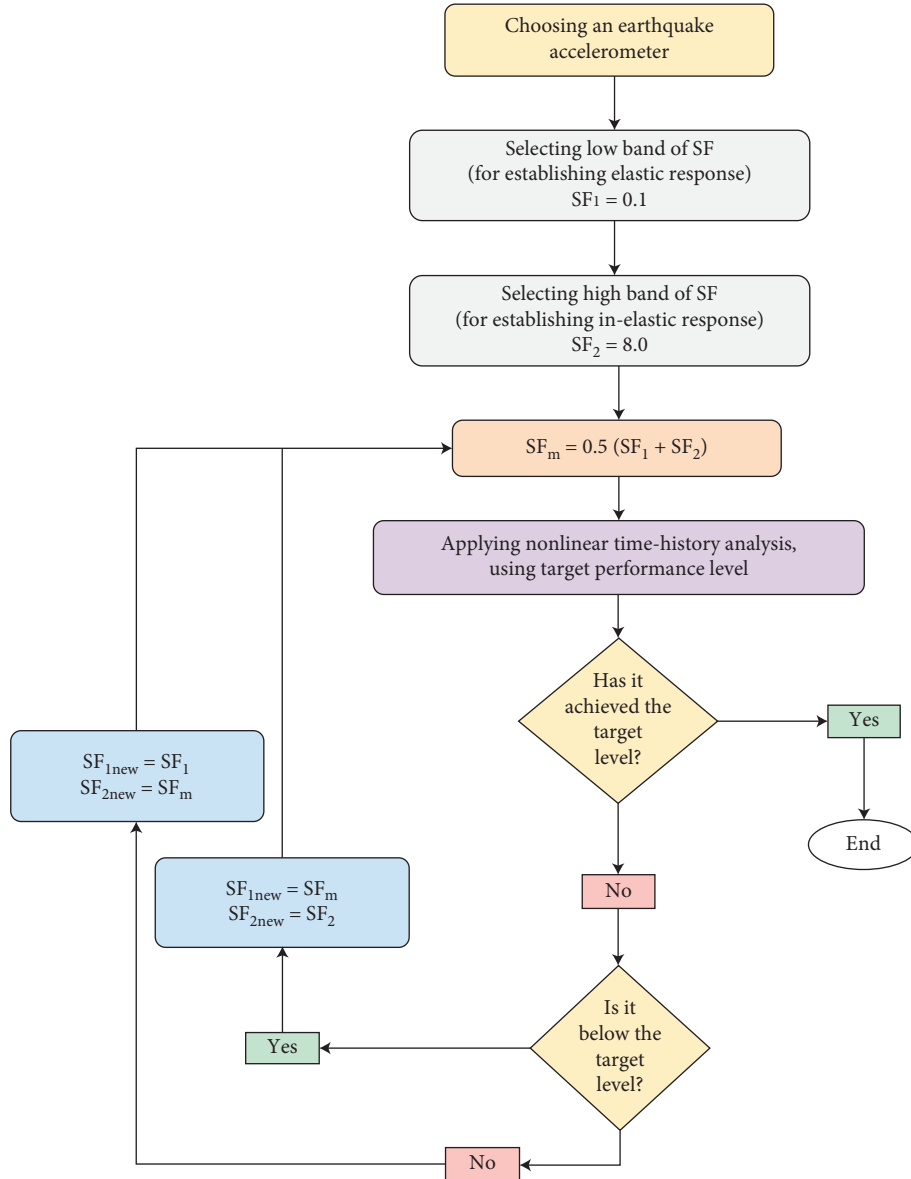 Choosing an earthquake
accelerometer
Selecting low band of SF
(for establishing elastic response)
SF1 = 0.1
Selecting high band of SF
(for establishing in-elastic response)
SF₂ = 8.0
SFₘ = 0.5 (SF₁ + SF₂)
Applying nonlinear time-history analysis,
using target performance level
Has it
achieved the
target
level?
Yes
End
No
SF₁new = SF₁
SF₂new = SFₘ
SF₁new = SFₘ
SF₂new = SF₂
Is it
below the
target
level?
Yes
No